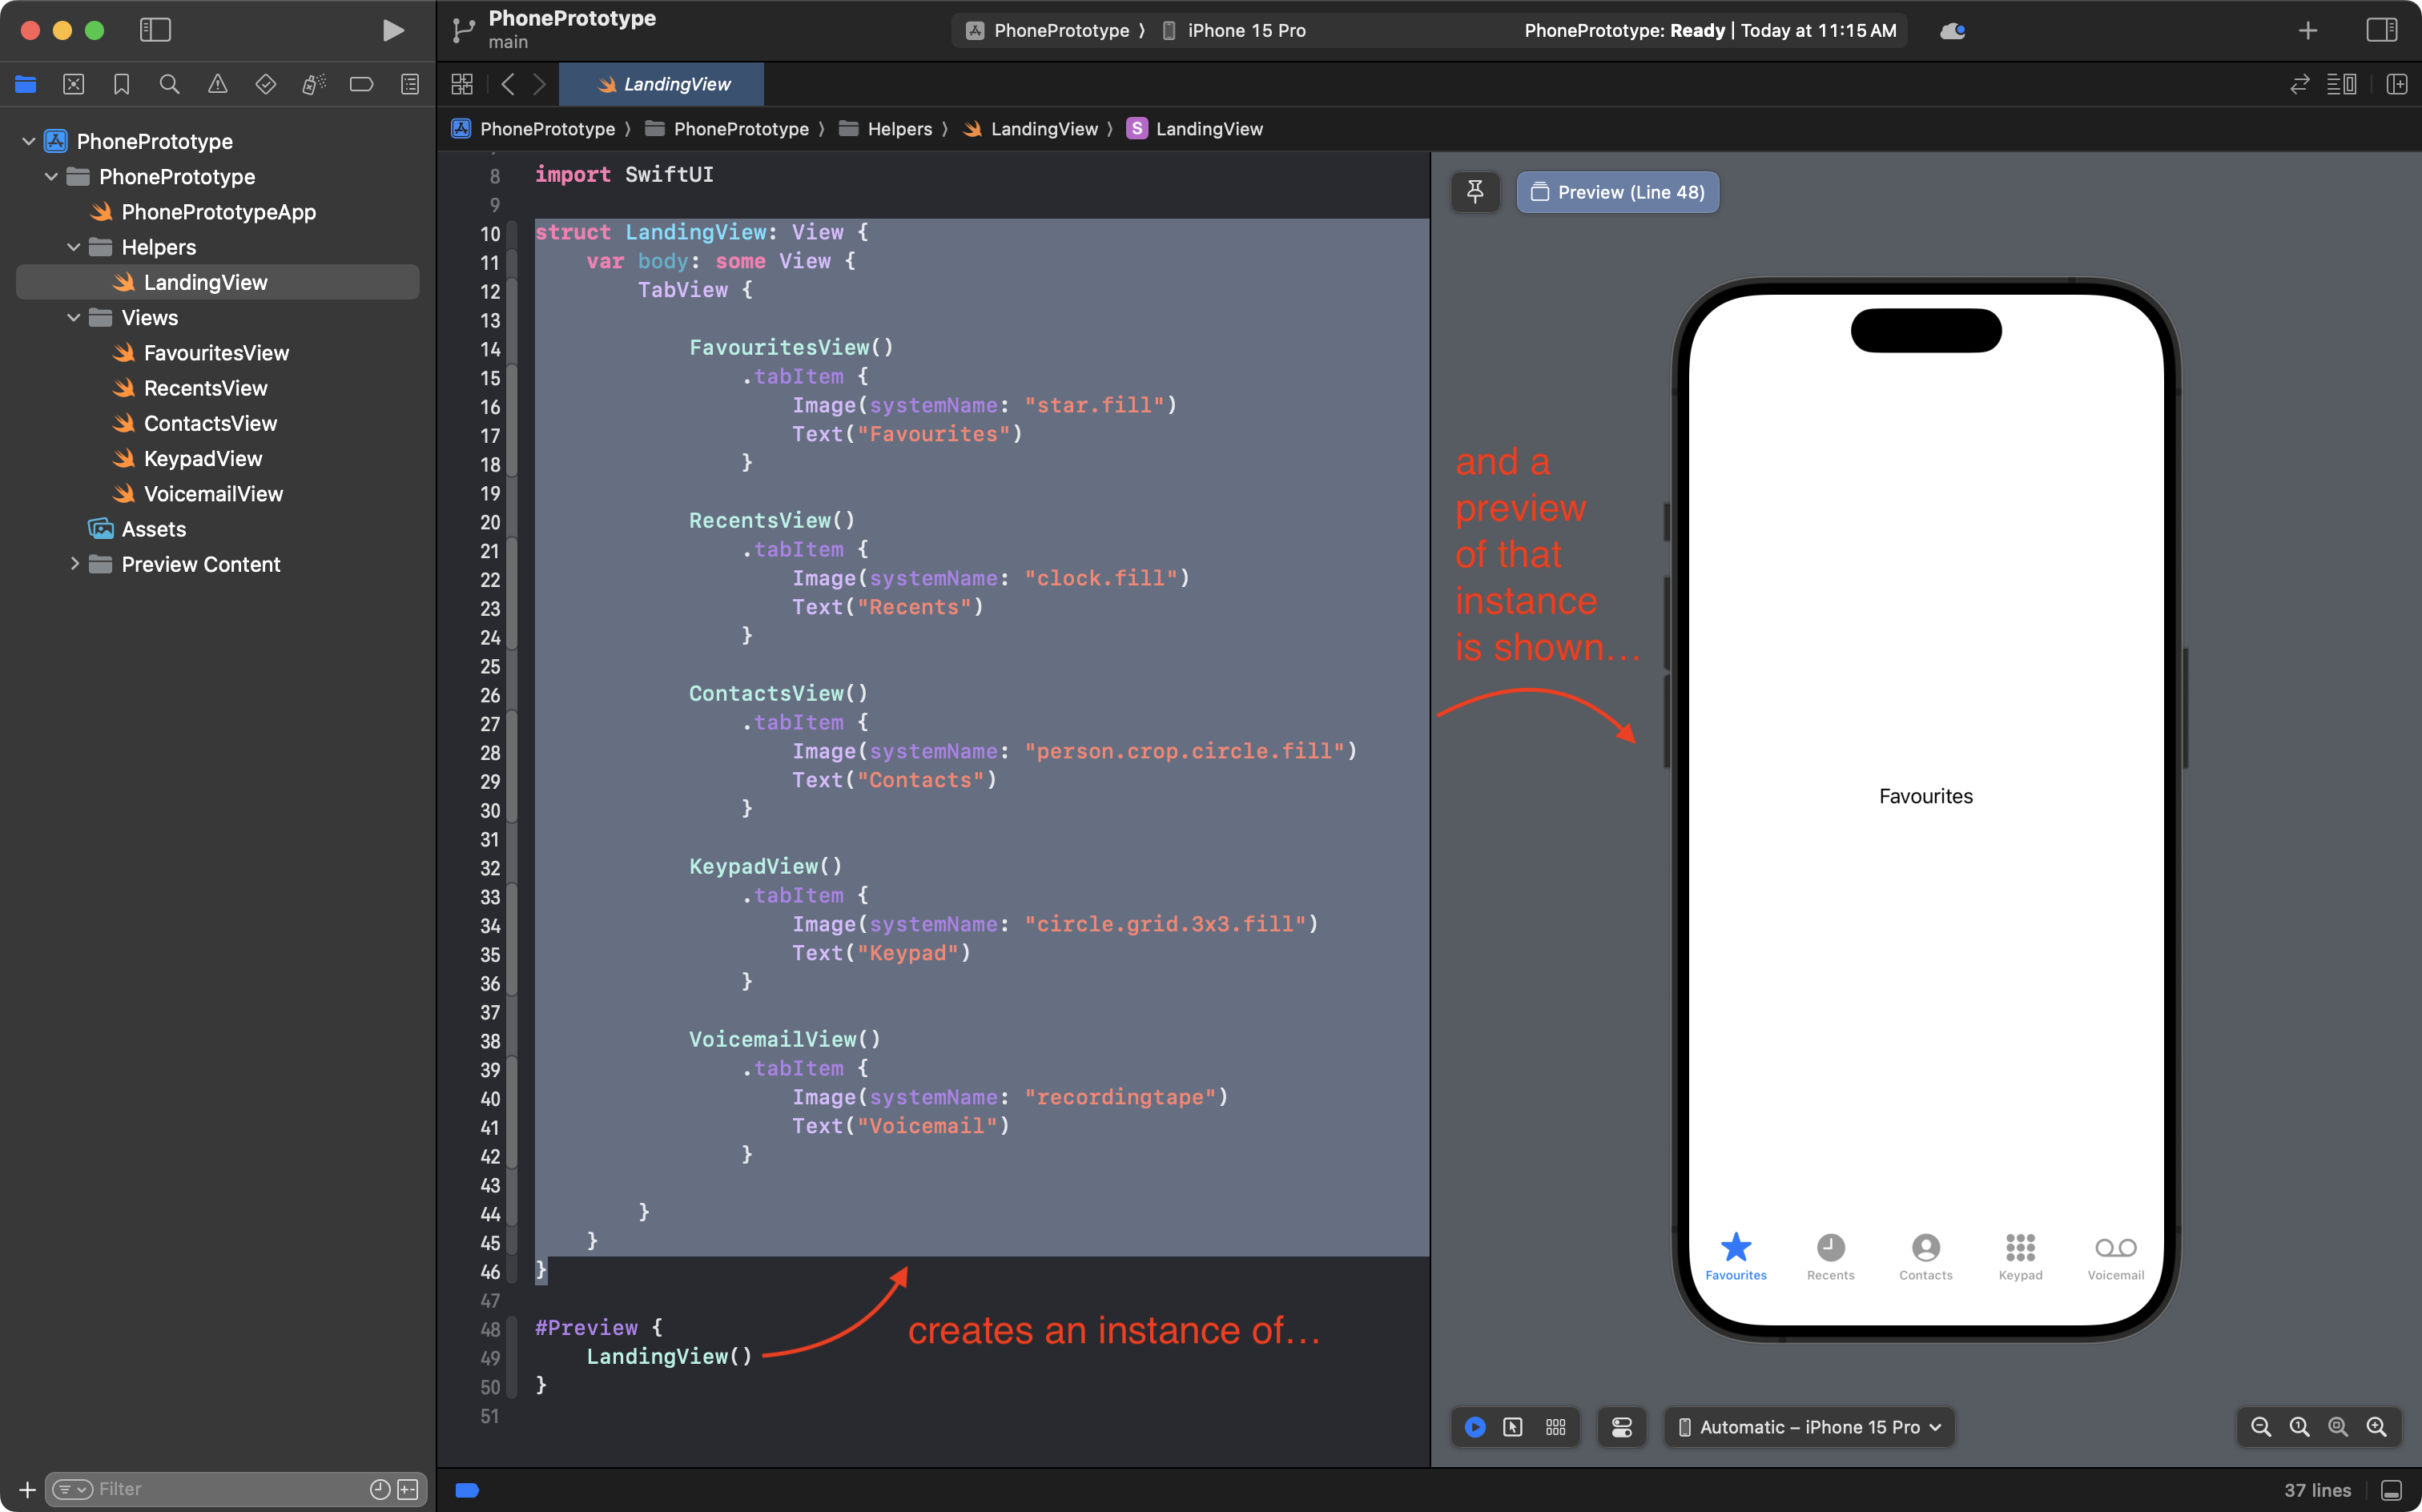 PhonePrototype
main
PhonePrototype 〉 iPhone 15 Pro
PhonePrototype: Ready | Today at 11:15 AM
LandingView
PhonePrototype 〉 PhonePrototype 〉 Helpers 〉 LandingView 〉 S LandingView
PhonePrototype
PhonePrototype
PhonePrototypeApp
Helpers
LandingView
Views
FavouritesView
RecentsView
ContactsView
KeypadView
VoicemailView
Assets
Preview Content
Filter
8 import SwiftUI
9
10 struct LandingView: View {
11     var body: some View {
12         TabView {
13
14             FavouritesView()
15                 .tabItem {
16                     Image(systemName: "star.fill")
17                     Text("Favourites")
18                 }
19
20             RecentsView()
21                 .tabItem {
22                     Image(systemName: "clock.fill")
23                     Text("Recents")
24                 }
25
26             ContactsView()
27                 .tabItem {
28                     Image(systemName: "person.crop.circle.fill")
29                     Text("Contacts")
30                 }
31
32             KeypadView()
33                 .tabItem {
34                     Image(systemName: "circle.grid.3x3.fill")
35                     Text("Keypad")
36                 }
37
38             VoicemailView()
39                 .tabItem {
40                     Image(systemName: "recordingtape")
41                     Text("Voicemail")
42                 }
43
44         }
45     }
46 }
47
48 #Preview {
49     LandingView()
50 }
51
creates an instance of...
Preview (Line 48)
and a
preview
of that
instance
is shown...
Favourites
Favourites Recents Contacts Keypad Voicemail
Automatic – iPhone 15 Pro
37 lines